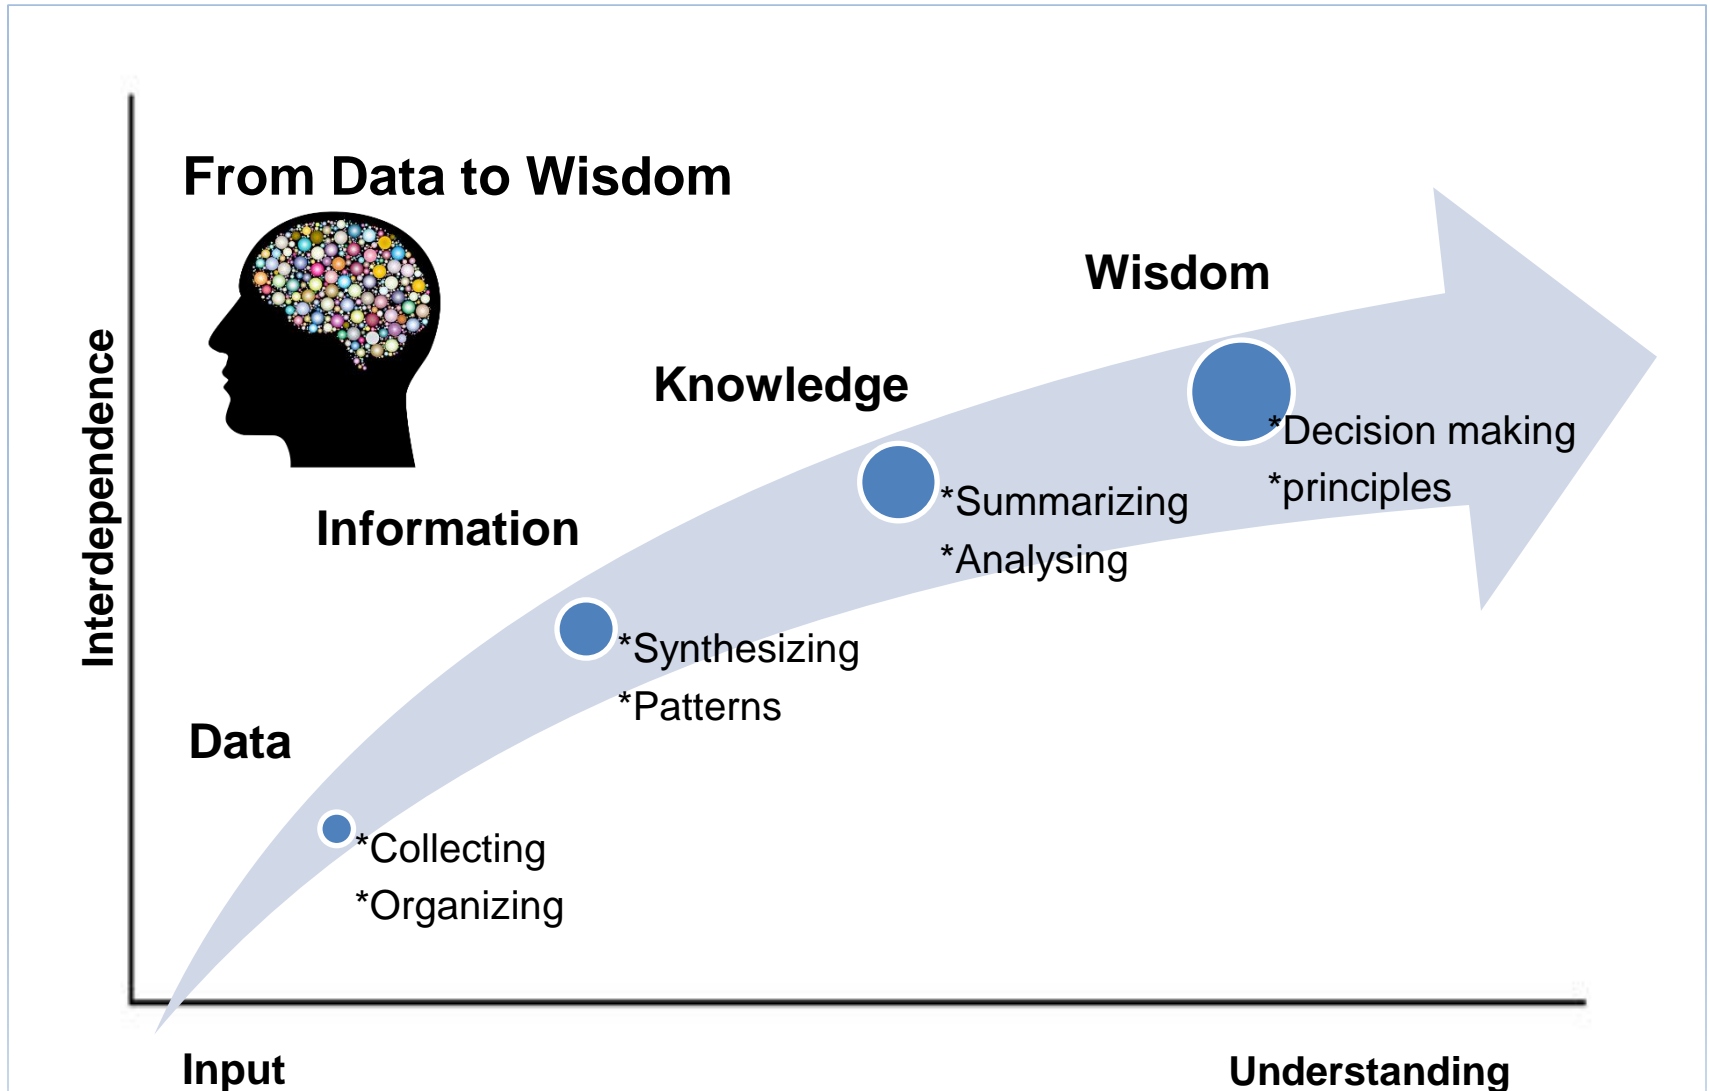 From Data to Wisdom
Wisdom
*Decision making
*principles
Knowledge
*Summarizing
*Analysing
Information
*Synthesizing
*Patterns
Data
*Collecting
*Organizing
Interdependence
Input
Understanding